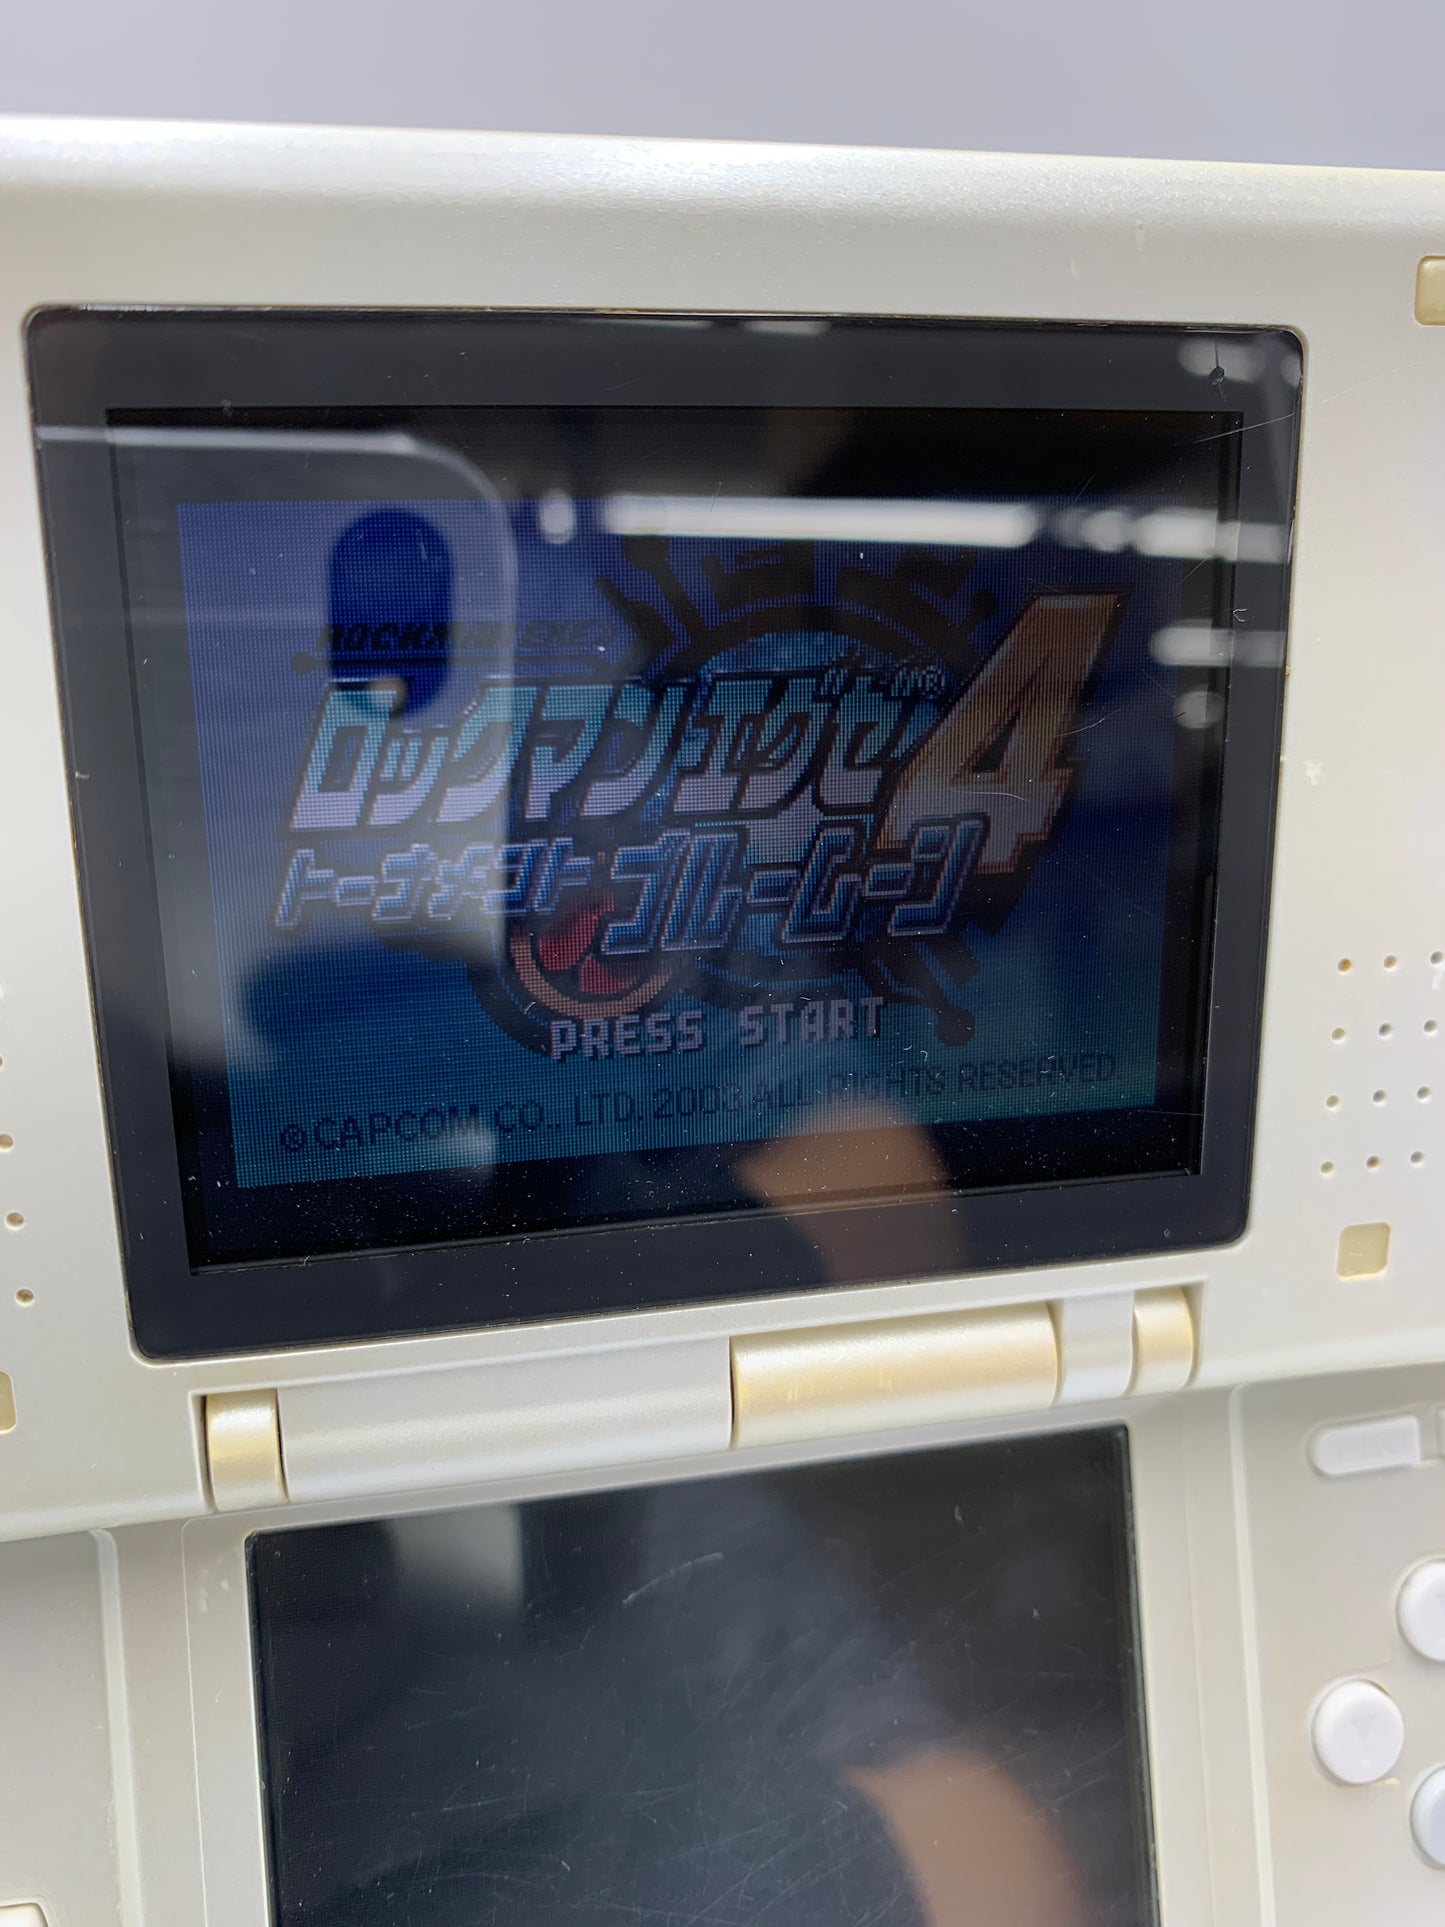 ROCKMAN EXE 4
ロックマンエグゼ® 4
トーナメント ブルームーン
PRESS START
©CAPCOM CO., LTD. 2003 ALL RIGHTS RESERVED
Y